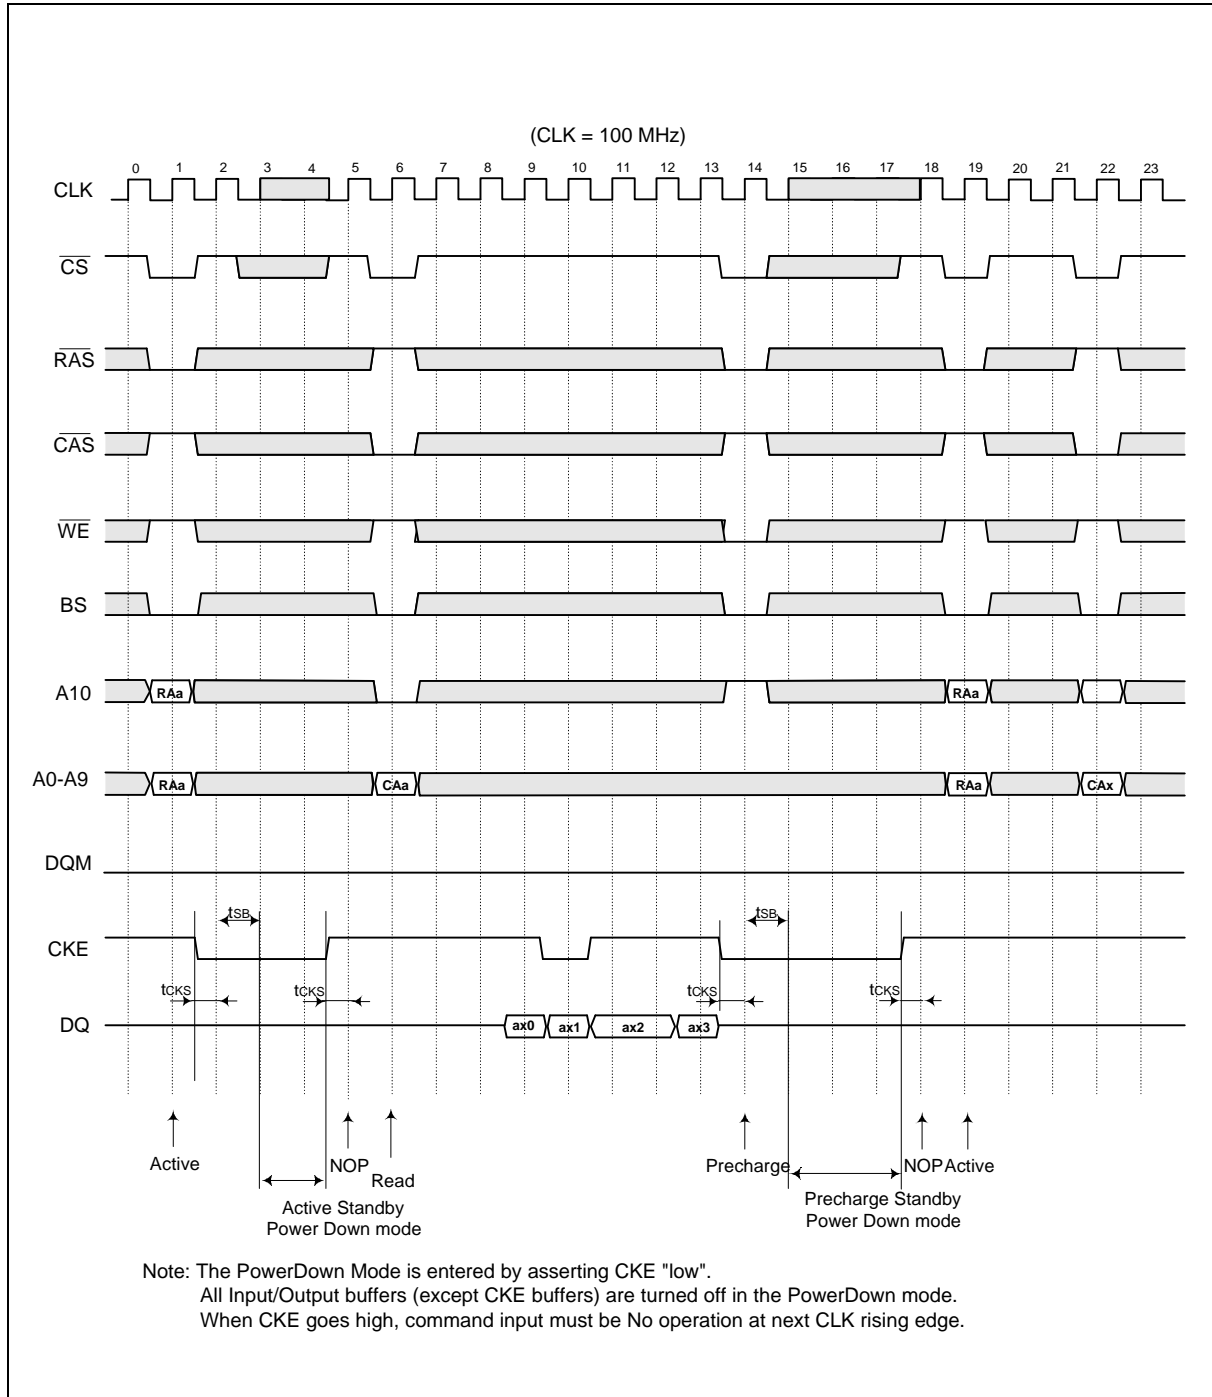 (CLK = 100 MHz)
0 1 2 3 4 5 6 7 8 9 10 11 12 13 14 15 16 17 18 19 20 21 22 23
CLK
CS
RAS
CAS
WE
BS
A10 RAa RAa
A0-A9 RAa CAa RAa CAx
DQM
tSB tSB
CKE
tCKS tCKS tCKS tCKS
DQ ax0 ax1 ax2 ax3
Active NOP Read Precharge NOP Active
Active Standby
Power Down mode
Precharge Standby
Power Down mode
Note: The PowerDown Mode is entered by asserting CKE "low".
All Input/Output buffers (except CKE buffers) are turned off in the PowerDown mode.
When CKE goes high, command input must be No operation at next CLK rising edge.